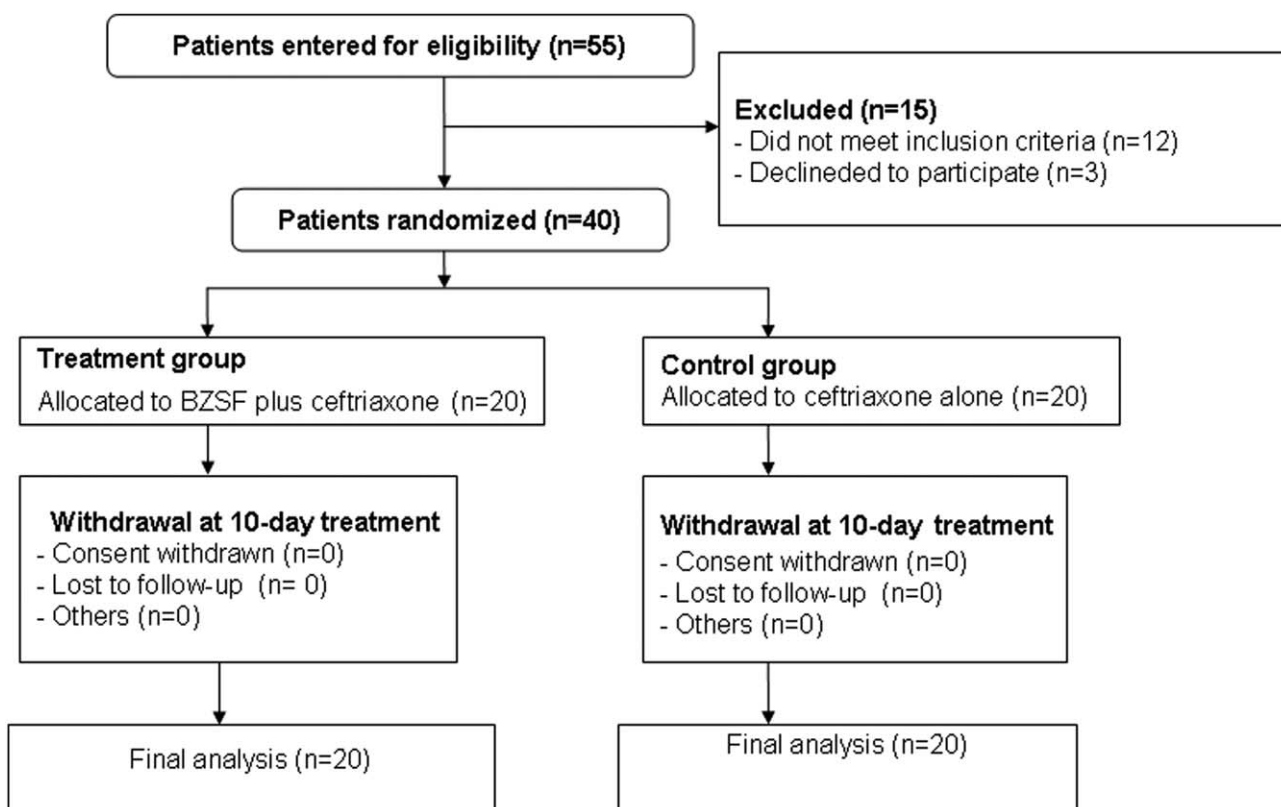 Patients entered for eligibility (n=55)
Excluded (n=15)
- Did not meet inclusion criteria (n=12)
- Declineded to participate (n=3)
Patients randomized (n=40)
Treatment group
Allocated to BZSF plus ceftriaxone (n=20)
Control group
Allocated to ceftriaxone alone (n=20)
Withdrawal at 10-day treatment
- Consent withdrawn (n=0)
- Lost to follow-up (n= 0)
- Others (n=0)
Withdrawal at 10-day treatment
- Consent withdrawn (n=0)
- Lost to follow-up (n=0)
- Others (n=0)
Final analysis (n=20)
Final analysis (n=20)